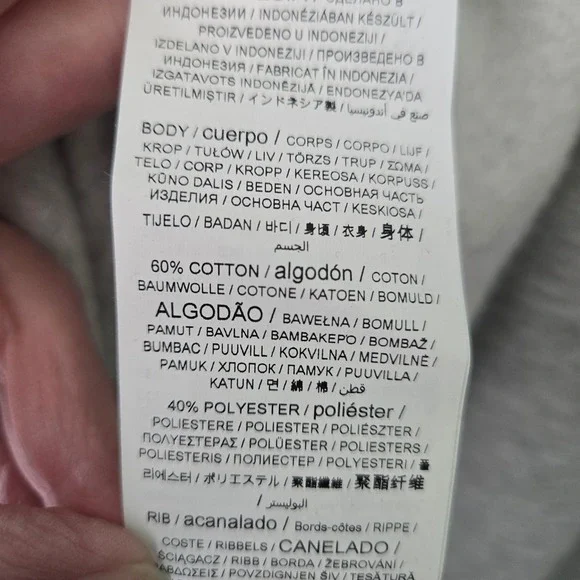 ИНДОНЕЗИИ / INDONÉZIÁBAN KÉSZÜLT /
PROIZVEDENO U INDONEZIJI /
IZDELANO V INDONEZIJI / ПРОИЗВЕДЕНО В
ИНДОНЕЗИЯ / FABRICAT ÎN INDONEZIA /
IZGATAVOTS INDONĒZIJĀ / ENDONEZYA'DA
ÜRETİLMİŞTİR / インドネシア製 / صنع في أندونيسيا
BODY / cuerpo / CORPS / CORPO / LIJF /
KROP / TUŁÓW / LIV / TÖRZS / TRUP / ΣΩΜΑ /
TELO / CORP / KROPP / KEREOSA / KORPUSS /
KŪNO DALIS / BEDEN / ОСНОВНАЯ ЧАСТЬ
ИЗДЕЛИЯ / ОСНОВНА ЧАСТ / KESKIOSA /
TIJELO / BADAN / 바디 / 身頃 / 衣身 / 身体 /
الجسم
60% COTTON / algodón / COTON /
BAUMWOLLE / COTONE / KATOEN / BOMULD /
ALGODÃO / BAWEŁNA / BOMULL /
PAMUT / BAVLNA / ΒΑΜΒΑΚΕΡΟ / BOMBAŽ /
BUMBAC / PUUVILL / KOKVILNA / MEDVILNĖ /
PAMUK / ХЛОПОК / ПАМУК / PUUVILLA /
KATUN / 면 / 綿 / 棉 / قطن /
40% POLYESTER / poliéster /
POLIESTERE / POLIESTER / POLIÉSZTER /
ΠΟΛΥΕΣΤΕΡΑΣ / POLÜESTER / POLIESTERS /
POLIESTERIS / ПОЛИЕСТЕР / POLYESTERI / 폴
리에스터 / ポリエステル / 聚酯纖維 / 聚酯纤维
/ البوليستر /
RIB / acanalado / Bords-côtes / RIPPE /
COSTE / RIBBELS / CANELADO /
ŚCIĄGACZ / RIBB / BORDA / ŽEBROVÁNÍ /
ΡΑΒΔΩΣΕΙΣ / POVZDIGNJEN ŠIV / TESĂTURĂ